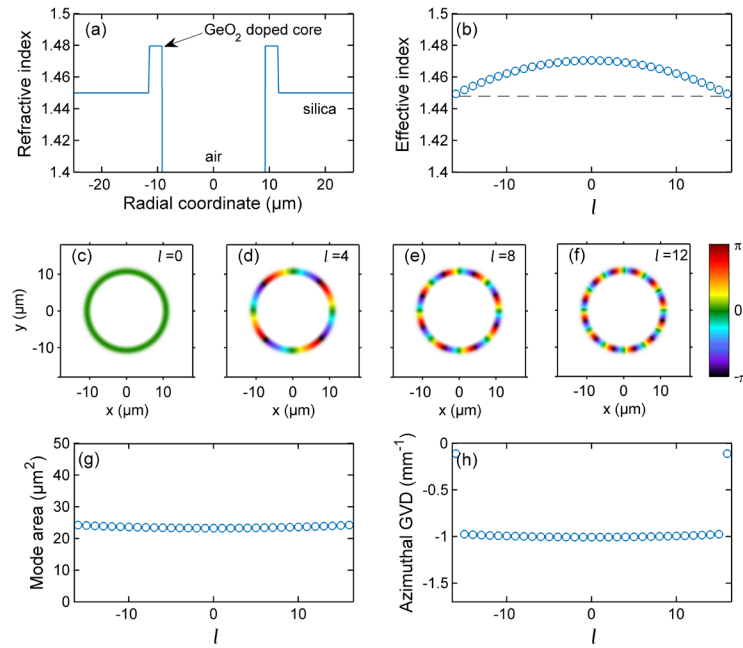 (a)
GeO2 doped core
silica
air
1.5
1.48
1.46
1.44
1.42
1.4
Refractive index
-20
-10
0
10
20
Radial coordinate (μm)
(b)
1.5
1.48
1.46
1.44
1.42
1.4
Effective index
-10
0
10
l
(c)
l =0
10
0
-10
y (μm)
-10
0
10
x (μm)
(d)
l =4
-10
0
10
x (μm)
(e)
l =8
-10
0
10
x (μm)
(f)
l =12
-10
0
10
x (μm)
π
0
-π
(g)
50
40
30
20
10
0
Mode area (μm2)
-10
0
10
l
(h)
0
-0.5
-1
-1.5
Azimuthal GVD (mm-1)
-10
0
10
l